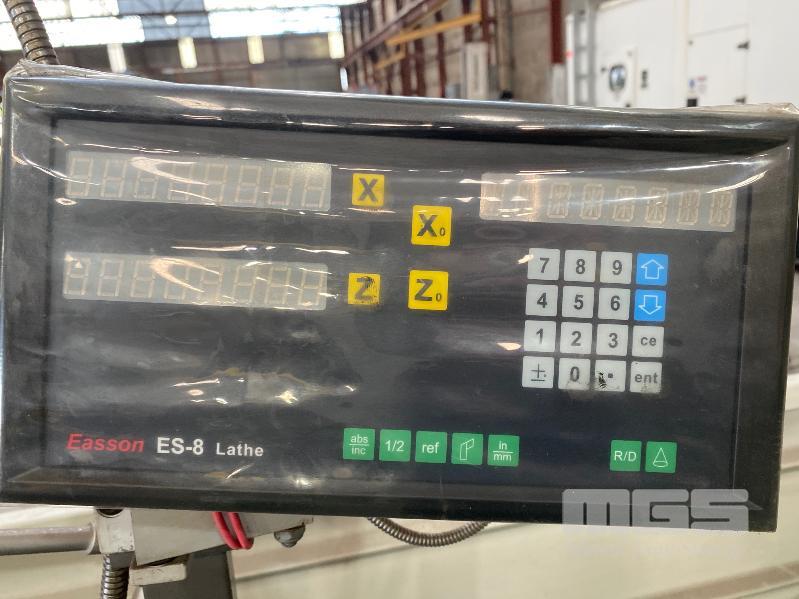 X
X0
Z
Z0
7 8 9
4 5 6
1 2 3 ce
± 0 . ent
Easson ES-8 Lathe
abs/inc 1/2 ref in/mm R/D
MGS